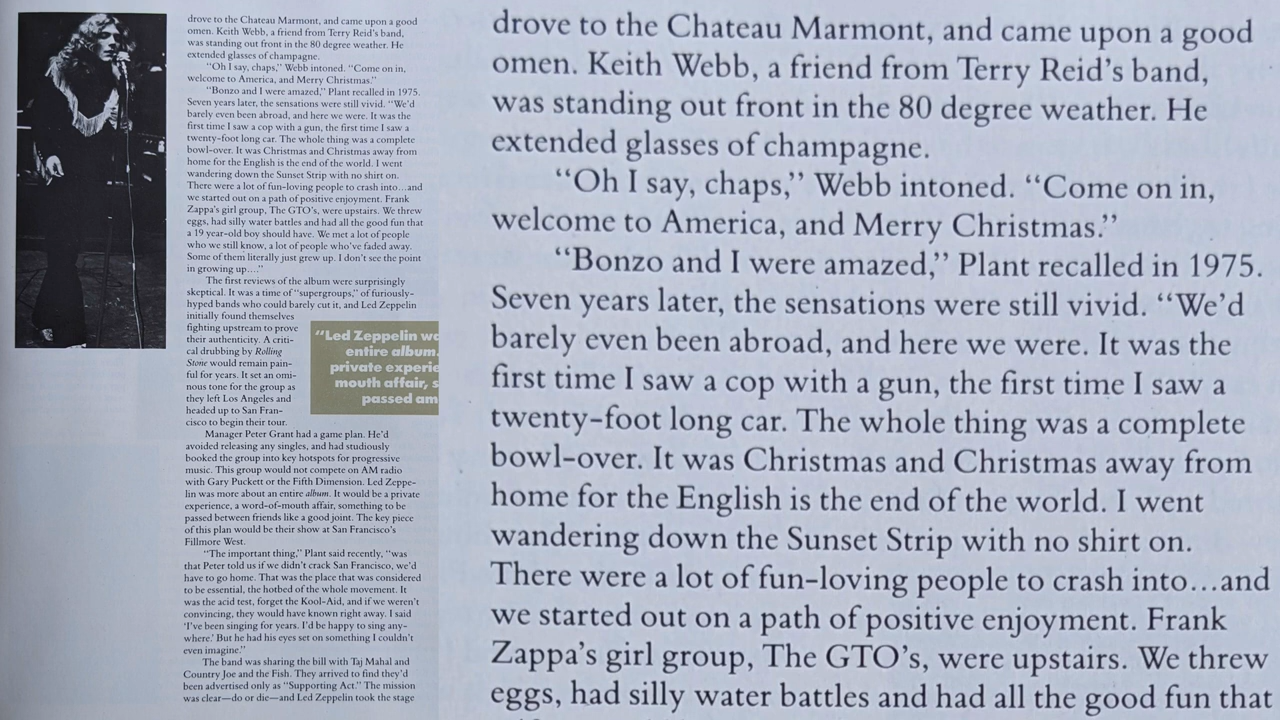 drove to the Chateau Marmont, and came upon a good
omen. Keith Webb, a friend from Terry Reid's band,
was standing out front in the 80 degree weather. He
extended glasses of champagne.
"Oh I say, chaps," Webb intoned. "Come on in,
welcome to America, and Merry Christmas."
"Bonzo and I were amazed," Plant recalled in 1975.
Seven years later, the sensations were still vivid. "We'd
barely even been abroad, and here we were. It was the
first time I saw a cop with a gun, the first time I saw a
twenty-foot long car. The whole thing was a complete
bowl-over. It was Christmas and Christmas away from
home for the English is the end of the world. I went
wandering down the Sunset Strip with no shirt on.
There were a lot of fun-loving people to crash into...and
we started out on a path of positive enjoyment. Frank
Zappa's girl group, The GTO's, were upstairs. We threw
eggs, had silly water battles and had all the good fun that
a 19 year-old boy should have. We met a lot of people
who we still know, a lot of people who've faded away.
Some of them literally just grew up. I don't see the point
in growing up...."
The first reviews of the album were surprisingly
skeptical. It was a time of "supergroups," of furiously-
hyped bands who could barely cut it, and Led Zeppelin
initially found themselves
fighting upstream to prove
their authenticity. A criti-
cal drubbing by Rolling
Stone would remain pain-
ful for years. It set an omi-
nous tone for the group as
they left Los Angeles and
headed up to San Fran-
cisco to begin their tour.
"Led Zeppelin wa
entire album.
private experie
mouth affair, s
passed am
Manager Peter Grant had a game plan. He'd
avoided releasing any singles, and had studiously
booked the group into key hotspots for progressive
music. This group would not compete on AM radio
with Gary Puckett or the Fifth Dimension. Led Zeppe-
lin was more about an entire album. It would be a private
experience, a word-of-mouth affair, something to be
passed between friends like a good joint. The key piece
of this plan would be their show at San Francisco's
Fillmore West.
"The important thing," Plant said recently, "was
that Peter told us if we didn't crack San Francisco, we'd
have to go home. That was the place that was considered
to be essential, the hotbed of the whole movement. It
was the acid test, forget the Kool-Aid, and if we weren't
convincing, they would have known right away. I said
'I've been singing for years. I'd be happy to sing any-
where.' But he had his eyes set on something I couldn't
even imagine."
The band was sharing the bill with Taj Mahal and
Country Joe and the Fish. They arrived to find they'd
been advertised only as "Supporting Act." The mission
was clear—do or die—and Led Zeppelin took the stage
drove to the Chateau Marmont, and came upon a good
omen. Keith Webb, a friend from Terry Reid's band,
was standing out front in the 80 degree weather. He
extended glasses of champagne.
"Oh I say, chaps," Webb intoned. "Come on in,
welcome to America, and Merry Christmas."
"Bonzo and I were amazed," Plant recalled in 1975.
Seven years later, the sensations were still vivid. "We'd
barely even been abroad, and here we were. It was the
first time I saw a cop with a gun, the first time I saw a
twenty-foot long car. The whole thing was a complete
bowl-over. It was Christmas and Christmas away from
home for the English is the end of the world. I went
wandering down the Sunset Strip with no shirt on.
There were a lot of fun-loving people to crash into...and
we started out on a path of positive enjoyment. Frank
Zappa's girl group, The GTO's, were upstairs. We threw
eggs, had silly water battles and had all the good fun that